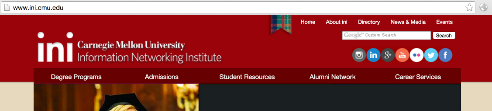 www.ini.cmu.edu
Home About ini Directory News & Media Events
Google Custom Search Search
ini Carnegie Mellon University
Information Networking Institute
Degree Programs Admissions Student Resources Alumni Network Career Services